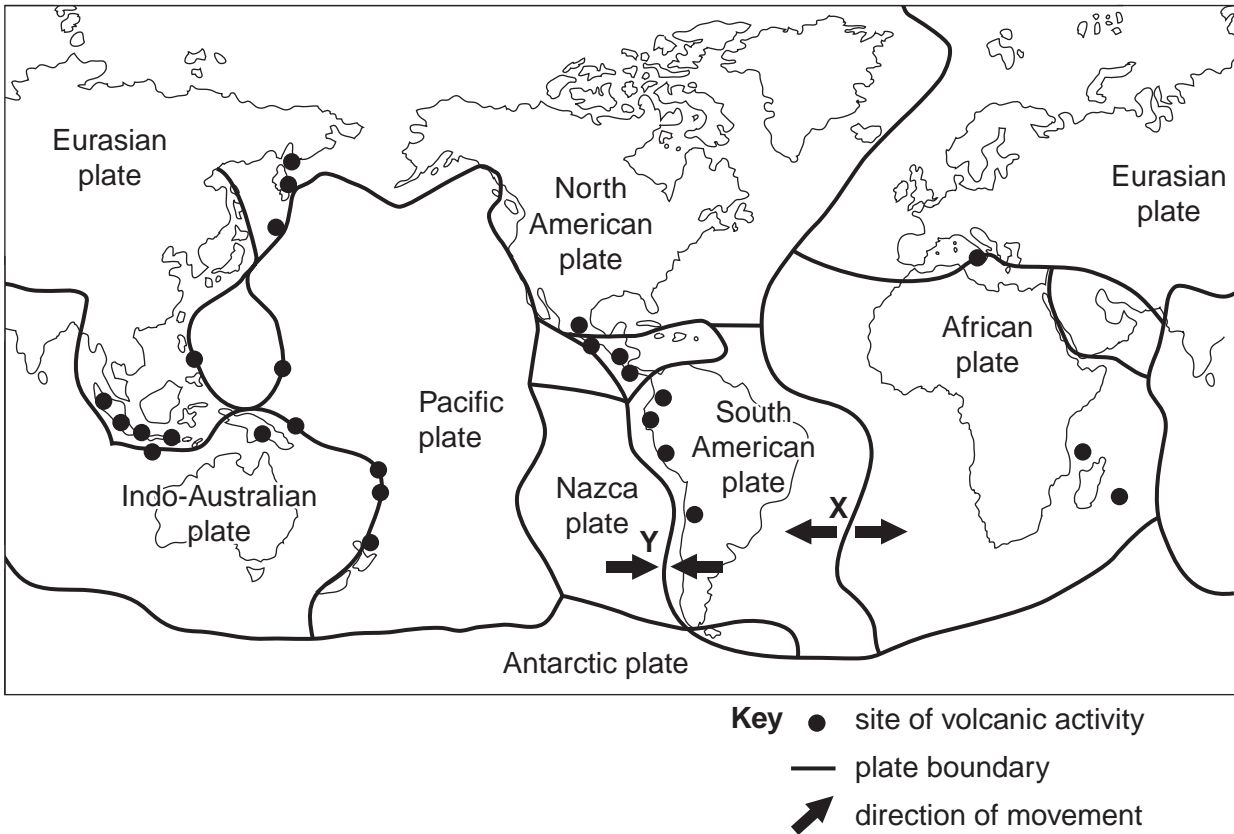 Eurasian
plate
North
American
plate
Eurasian
plate
African
plate
Pacific
plate
South
American
plate
Indo-Australian
plate
Nazca
plate
X
Y
Antarctic plate
Key
site of volcanic activity
plate boundary
direction of movement